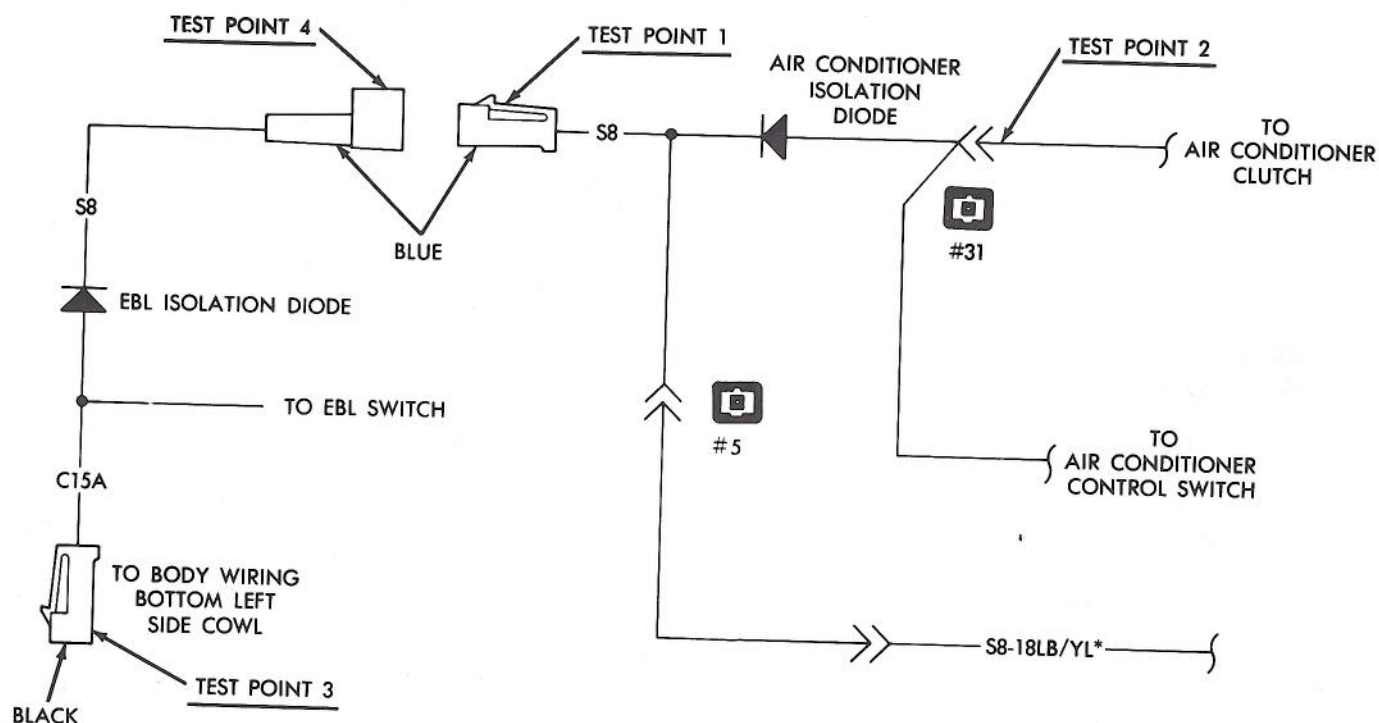 TEST POINT 4
TEST POINT 1
AIR CONDITIONER
ISOLATION
DIODE
TEST POINT 2
S8
TO
AIR CONDITIONER
CLUTCH
S8
BLUE
#31
EBL ISOLATION DIODE
TO EBL SWITCH
#5
TO
AIR CONDITIONER
CONTROL SWITCH
C15A
TO BODY WIRING
BOTTOM LEFT
SIDE COWL
S8-18LB/YL*
TEST POINT 3
BLACK